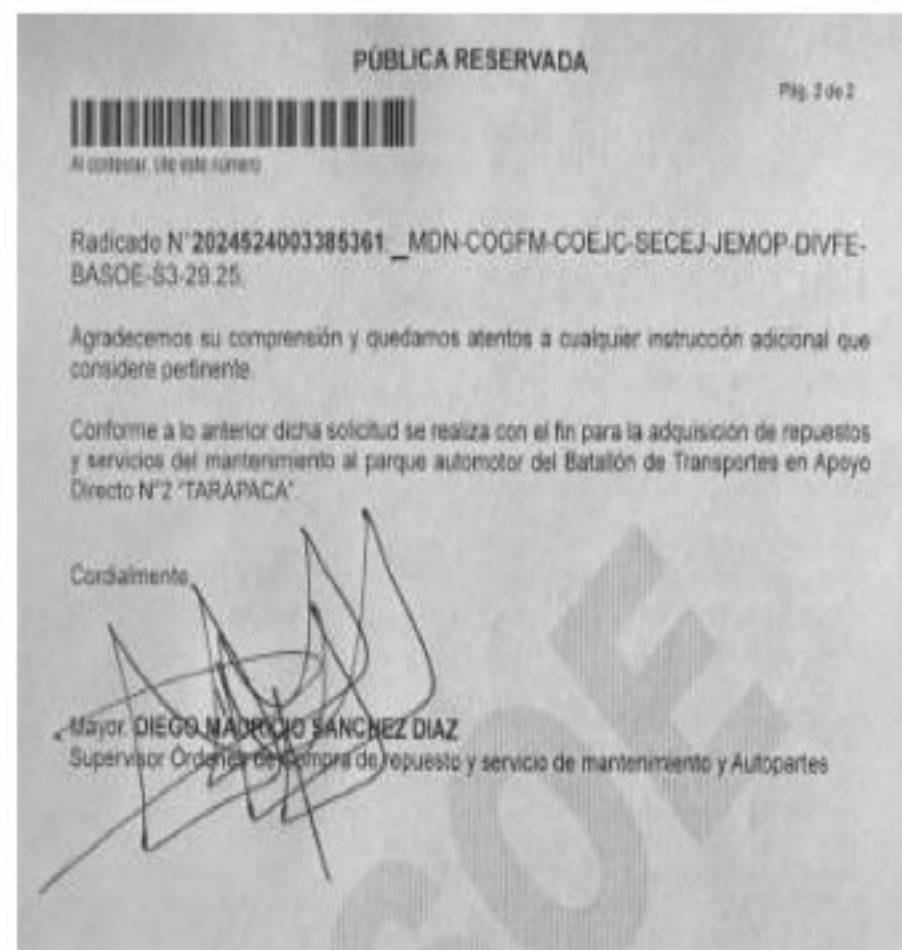 PÚBLICA RESERVADA
Pág. 2 de 2
Al contestar, cite este número
Radicado N°2024524003385361_MDN-COGFM-COEJC-SECEJ-JEMOP-DIVFE-
BASOE-S3-29.25.
Agradecemos su comprensión y quedamos atentos a cualquier instrucción adicional que
considere pertinente.
Conforme a lo anterior dicha solicitud se realiza con el fin para la adquisición de repuestos
y servicios del mantenimiento al parque automotor del Batallón de Transportes en Apoyo
Directo N°2 "TARAPACA".
Cordialmente,
Mayor. DIEGO MAURICIO SANCHEZ DIAZ
Supervisor Ordenes de Compra de repuesto y servicio de mantenimiento y Autopartes
SOE